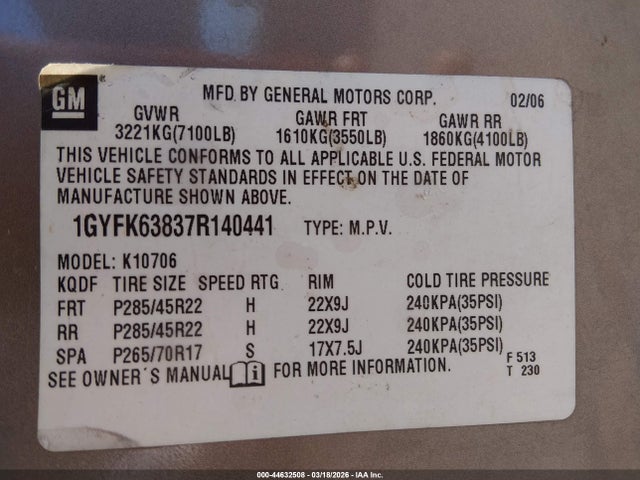 GM
MFD. BY GENERAL MOTORS CORP. 02/06
GVWR GAWR FRT GAWR RR
3221KG(7100LB) 1610KG(3550LB) 1860KG(4100LB)
THIS VEHICLE CONFORMS TO ALL APPLICABLE U.S. FEDERAL MOTOR
VEHICLE SAFETY STANDARDS IN EFFECT ON THE DATE OF
MANUFACTURE SHOWN ABOVE.
1GYFK63837R140441 TYPE: M.P.V.
MODEL: K10706
KQDF TIRE SIZE SPEED RTG RIM COLD TIRE PRESSURE
FRT P285/45R22 H 22X9J 240KPA(35PSI)
RR P285/45R22 H 22X9J 240KPA(35PSI)
SPA P265/70R17 S 17X7.5J 240KPA(35PSI)
F 513
T 230
SEE OWNER'S MANUAL i FOR MORE INFORMATION.
000-44632508 - 03/18/2026 - IAA Inc.